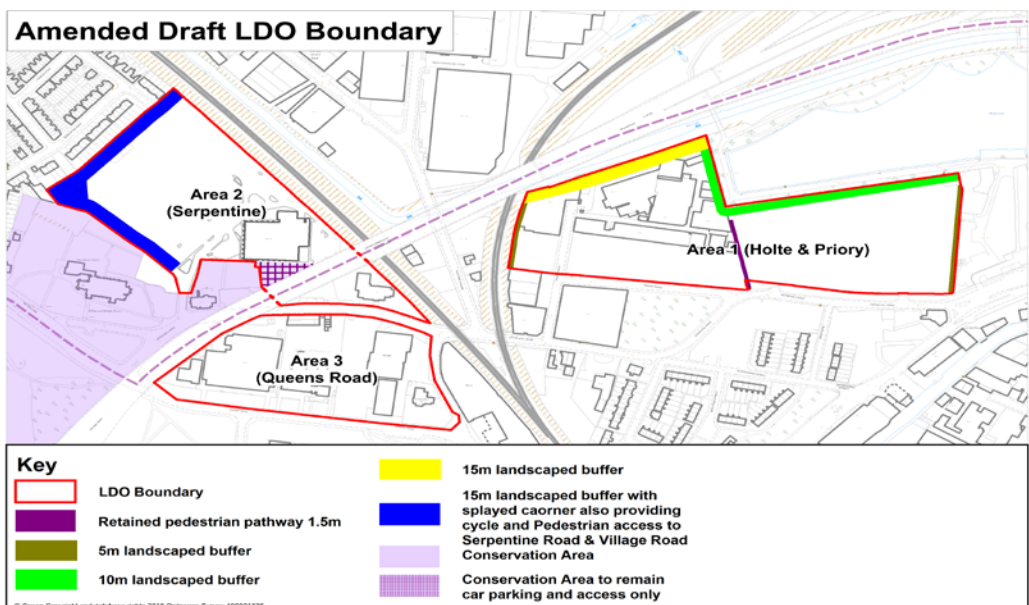 Amended Draft LDO Boundary
Area 2
(Serpentine)
Area 1 (Holte & Priory)
Area 3
(Queens Road)
Key
LDO Boundary
Retained pedestrian pathway 1.5m
5m landscaped buffer
10m landscaped buffer
15m landscaped buffer
15m landscaped buffer with
splayed caorner also providing
cycle and Pedestrian access to
Serpentine Road & Village Road
Conservation Area
Conservation Area to remain
car parking and access only